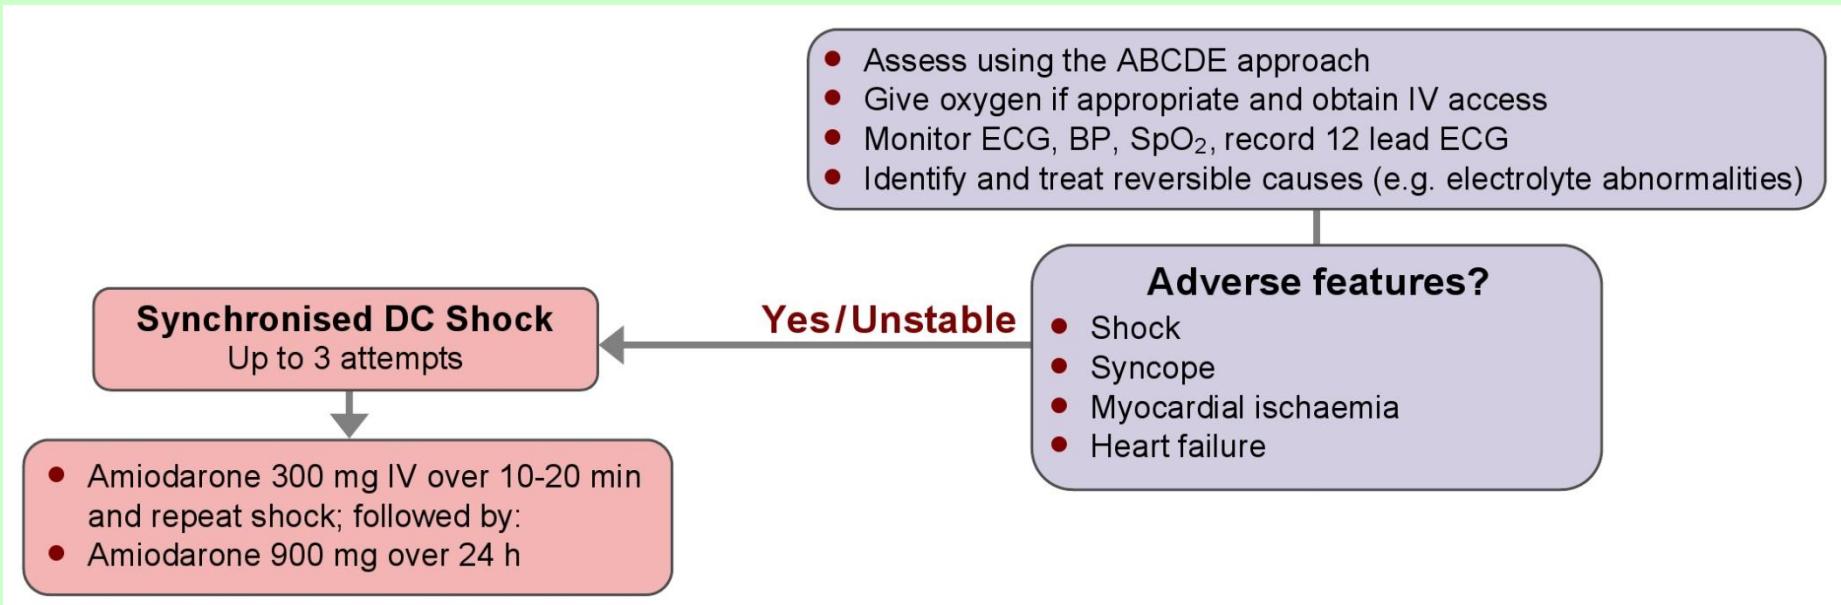 Assess using the ABCDE approach
Give oxygen if appropriate and obtain IV access
Monitor ECG, BP, SpO₂, record 12 lead ECG
Identify and treat reversible causes (e.g. electrolyte abnormalities)
Adverse features?
Shock
Syncope
Myocardial ischaemia
Heart failure
Yes/Unstable
Synchronised DC Shock
Up to 3 attempts
Amiodarone 300 mg IV over 10-20 min
and repeat shock; followed by:
Amiodarone 900 mg over 24 h